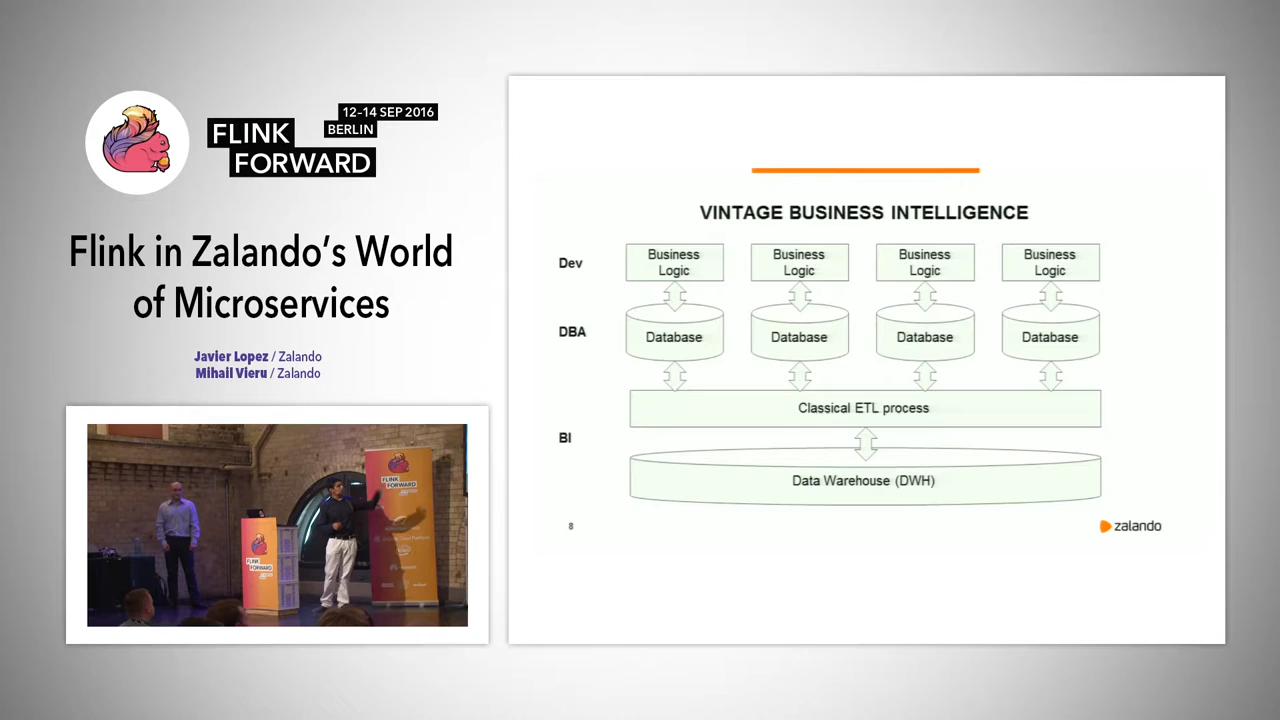 12–14 SEP 2016
BERLIN
FLINK
FORWARD
Flink in Zalando’s World
of Microservices
Javier Lopez / Zalando
Mihail Vieru / Zalando
FLINK
FORWARD
FLINK
FORWARD
VINTAGE BUSINESS INTELLIGENCE
Dev
Business
Logic
Business
Logic
Business
Logic
Business
Logic
DBA
Database
Database
Database
Database
Classical ETL process
BI
Data Warehouse (DWH)
8
zalando